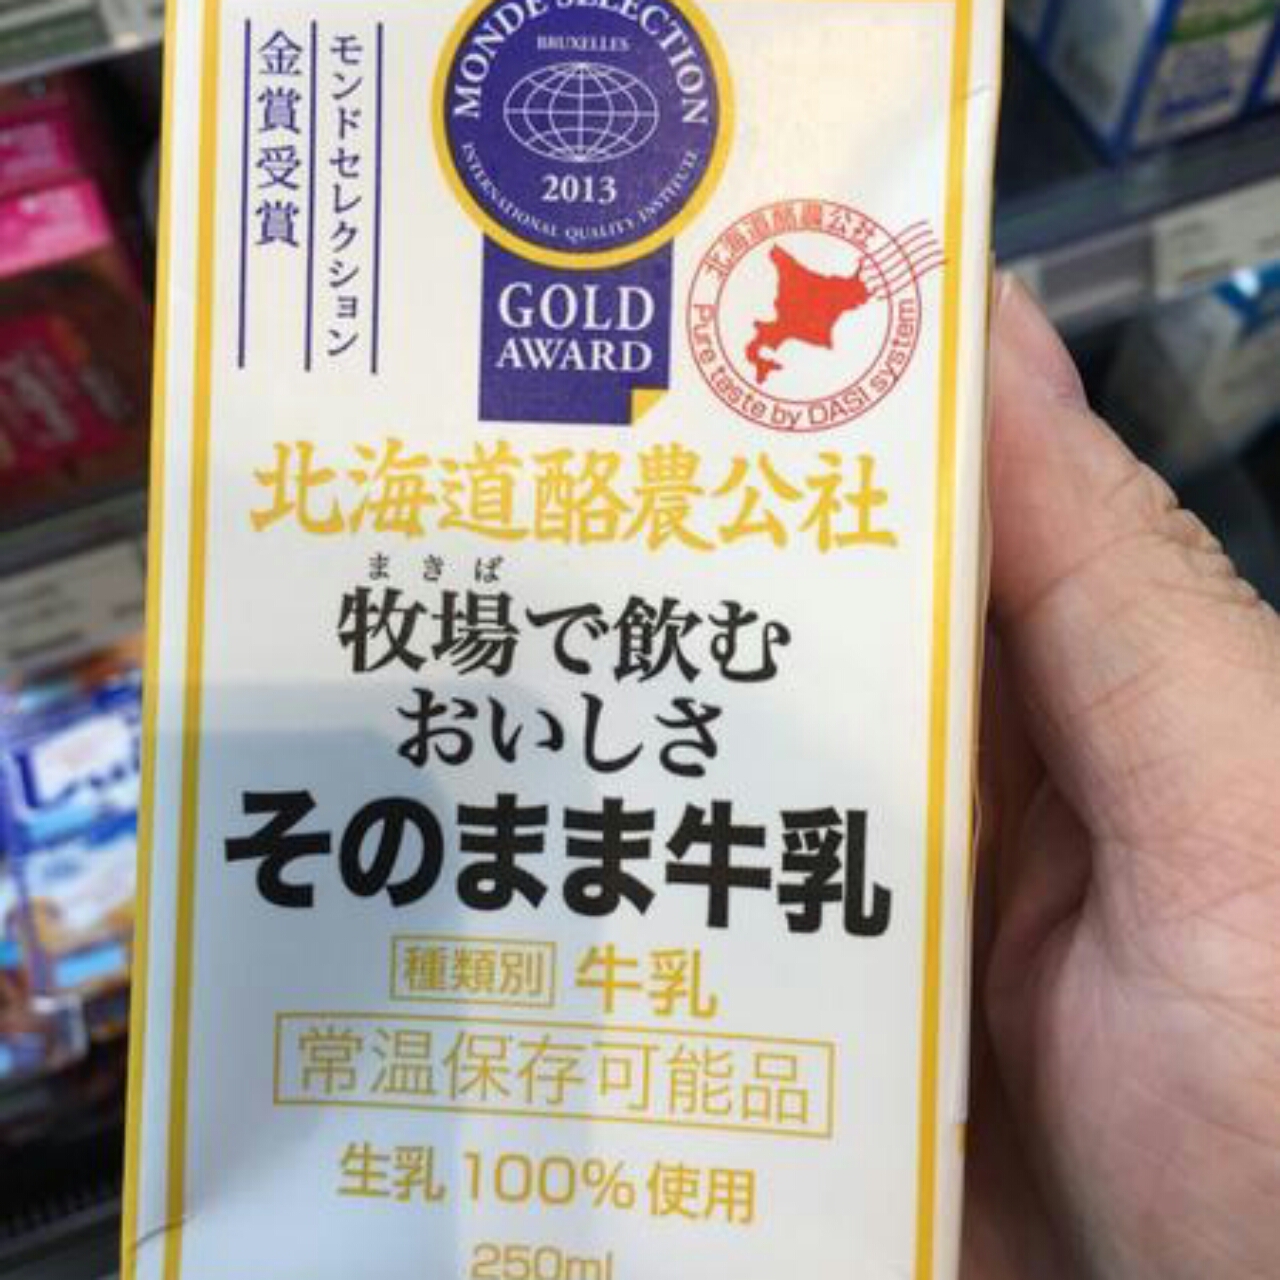 モンドセレクション
金賞受賞
MONDE SELECTION
BRUXELLES
2013
INTERNATIONAL QUALITY INSTITUTE
GOLD
AWARD
北海道酪農公社
Pure taste by DASI system
北海道酪農公社
まきば
牧場で飲む
おいしさ
そのまま牛乳
種類別 牛乳
常温保存可能品
生乳100%使用
250ml